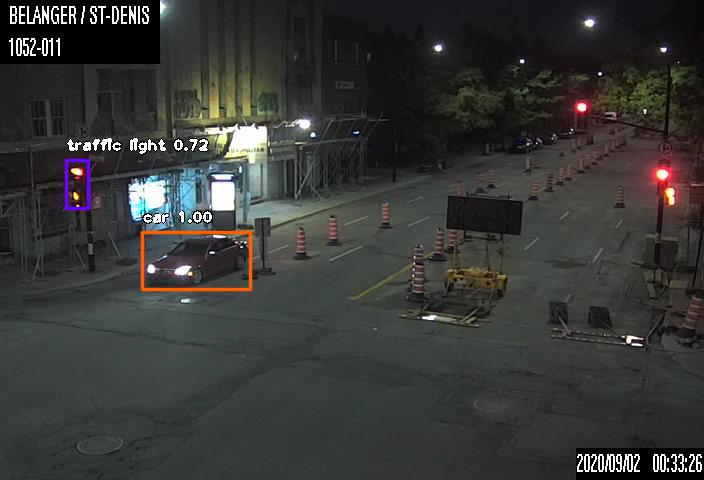 BELANGER / ST-DENIS
1052-011
traffic light 0.72
car 1.00
2020/09/02 00:33:26